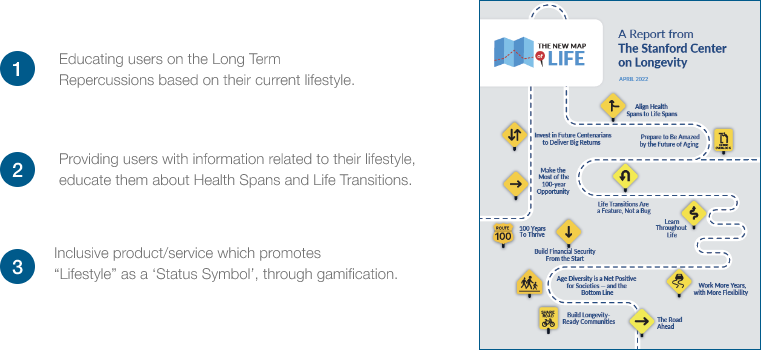 1
Educating users on the Long Term
Repercussions based on their current lifestyle.
2
Providing users with information related to their lifestyle,
educate them about Health Spans and Life Transitions.
3
Inclusive product/service which promotes
“Lifestyle” as a ‘Status Symbol’, through gamification.
THE NEW MAP
of LIFE
A Report from
The Stanford Center
on Longevity
APRIL 2022
Align Health
Spans to Life Spans
Invest in Future Centenarians
to Deliver Big Returns
Prepare to Be Amazed
by the Future of Aging
Make the
Most of the
100-year
Opportunity
Life Transitions Are
a Feature, Not a Bug
Learn
Throughout
Life
ROUTE
100
100 Years
To Thrive
Build Financial Security
From the Start
Age Diversity is a Net Positive
for Societies — and the
Bottom Line
Work More Years,
with More Flexibility
Build Longevity-
Ready Communities
The Road
Ahead